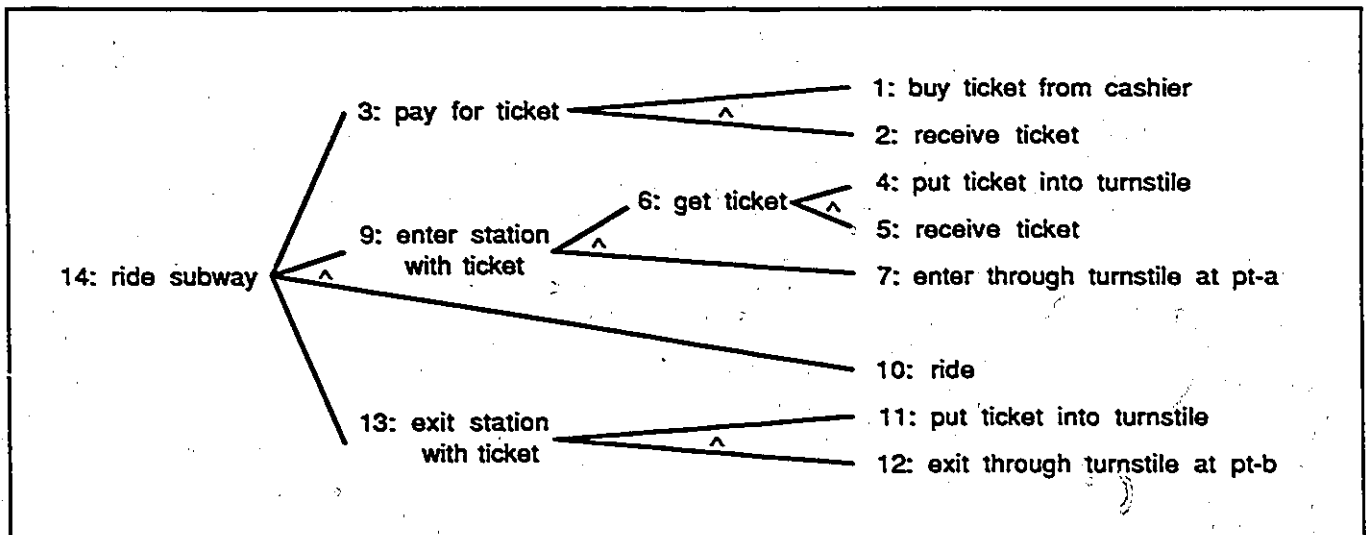 1: buy ticket from cashier
3: pay for ticket
^
2: receive ticket
4: put ticket into turnstile
6: get ticket
^
5: receive ticket
9: enter station
with ticket
^
7: enter through turnstile at pt-a
14: ride subway
^
10: ride
11: put ticket into turnstile
13: exit station
with ticket
^
12: exit through turnstile at pt-b